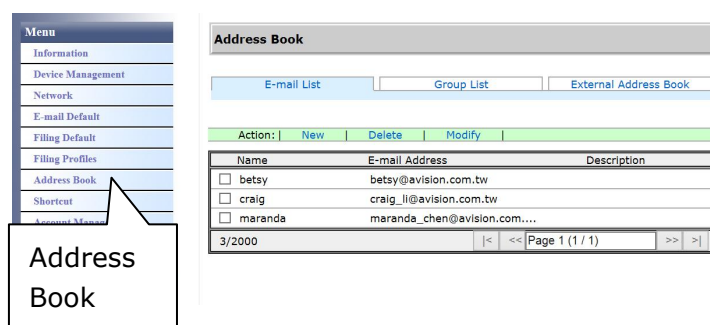 Menu
Information
Device Management
Network
E-mail Default
Filing Default
Filing Profiles
Address Book
Shortcut
Address
Book
Address Book
E-mail List Group List External Address Book
Action: | New | Delete | Modify |
Name E-mail Address Description
betsy betsy@avision.com.tw
craig craig_li@avision.com.tw
maranda maranda_chen@avision.com....
3/2000 |< << Page 1 (1 / 1) >> >|